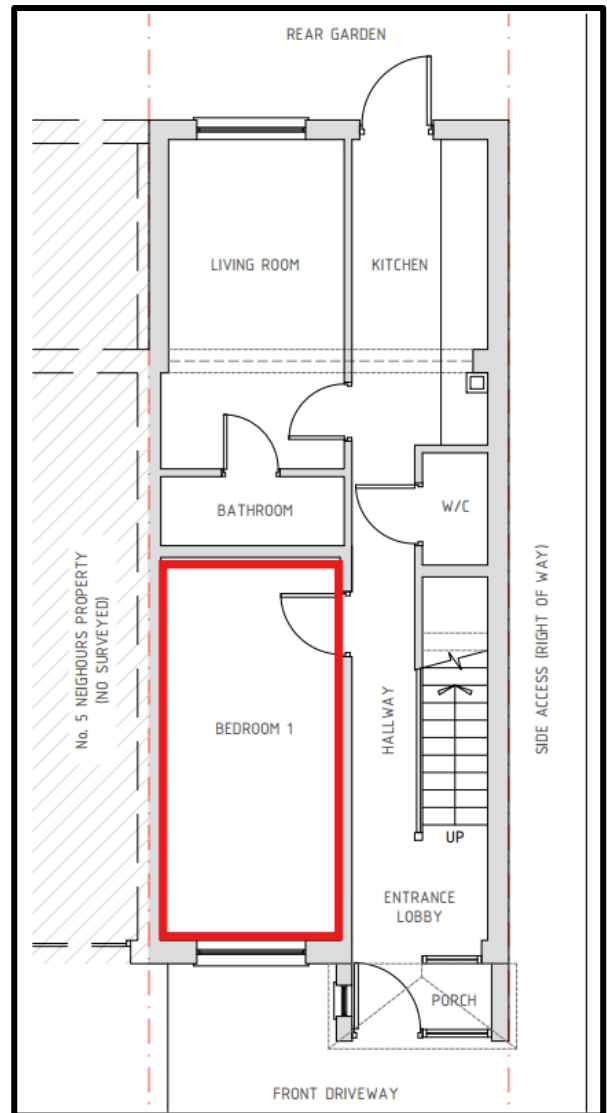 REAR GARDEN
LIVING ROOM
KITCHEN
BATHROOM
W/C
No. 5 NEIGHOURS PROPERTY
(NO SURVEYED)
SIDE ACCESS (RIGHT OF WAY)
BEDROOM 1
HALLWAY
UP
ENTRANCE
LOBBY
PORCH
FRONT DRIVEWAY